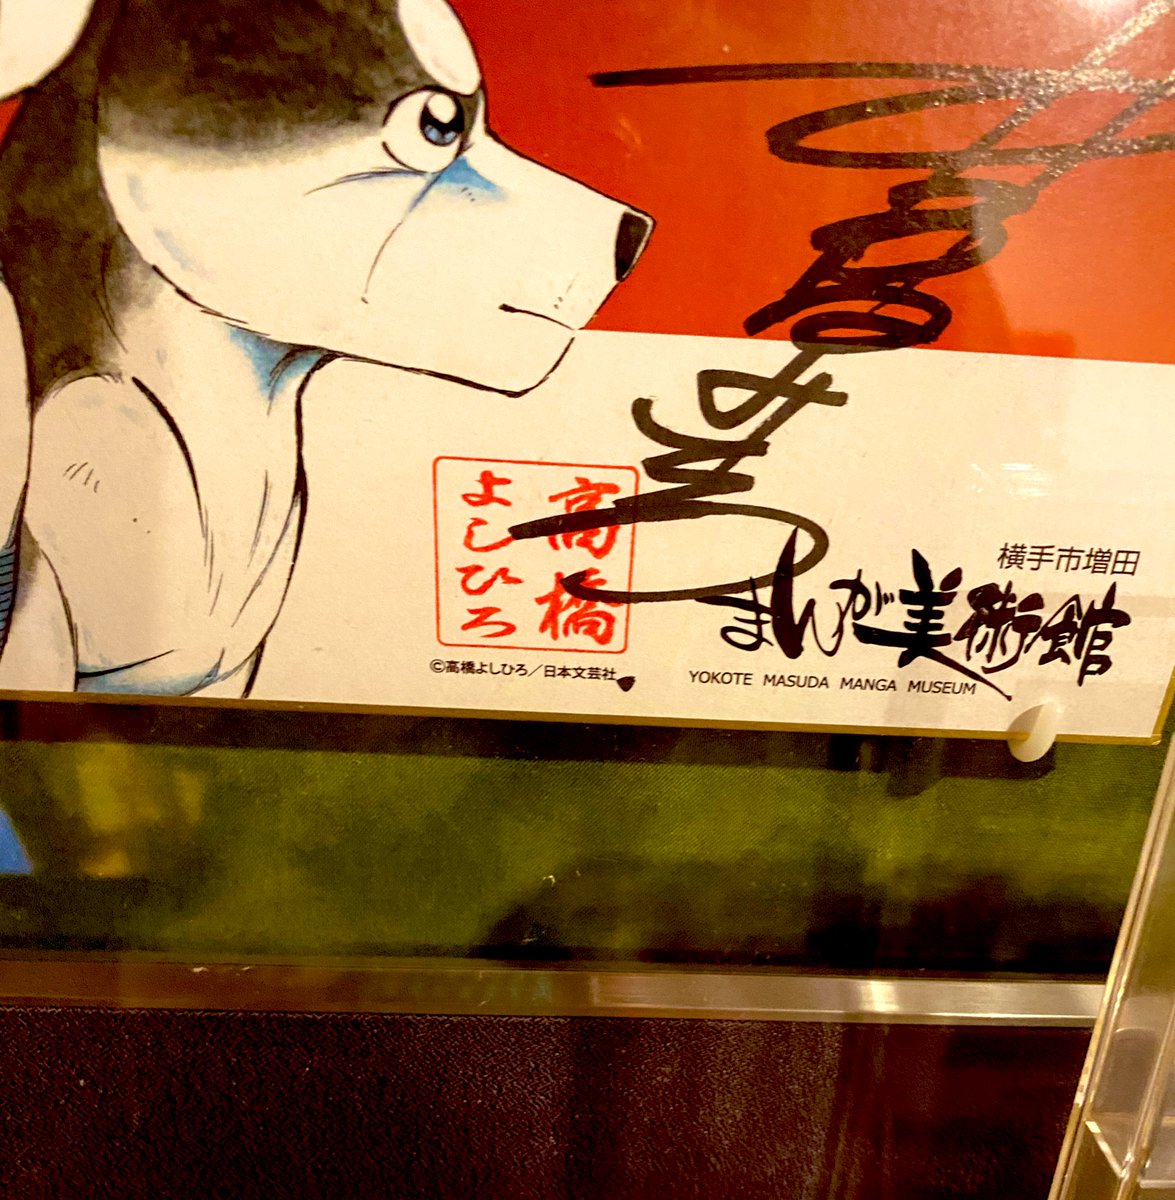 高橋
よしひろ
©高橋よしひろ/日本文芸社
横手市増田
まんが美術館
YOKOTE MASUDA MANGA MUSEUM